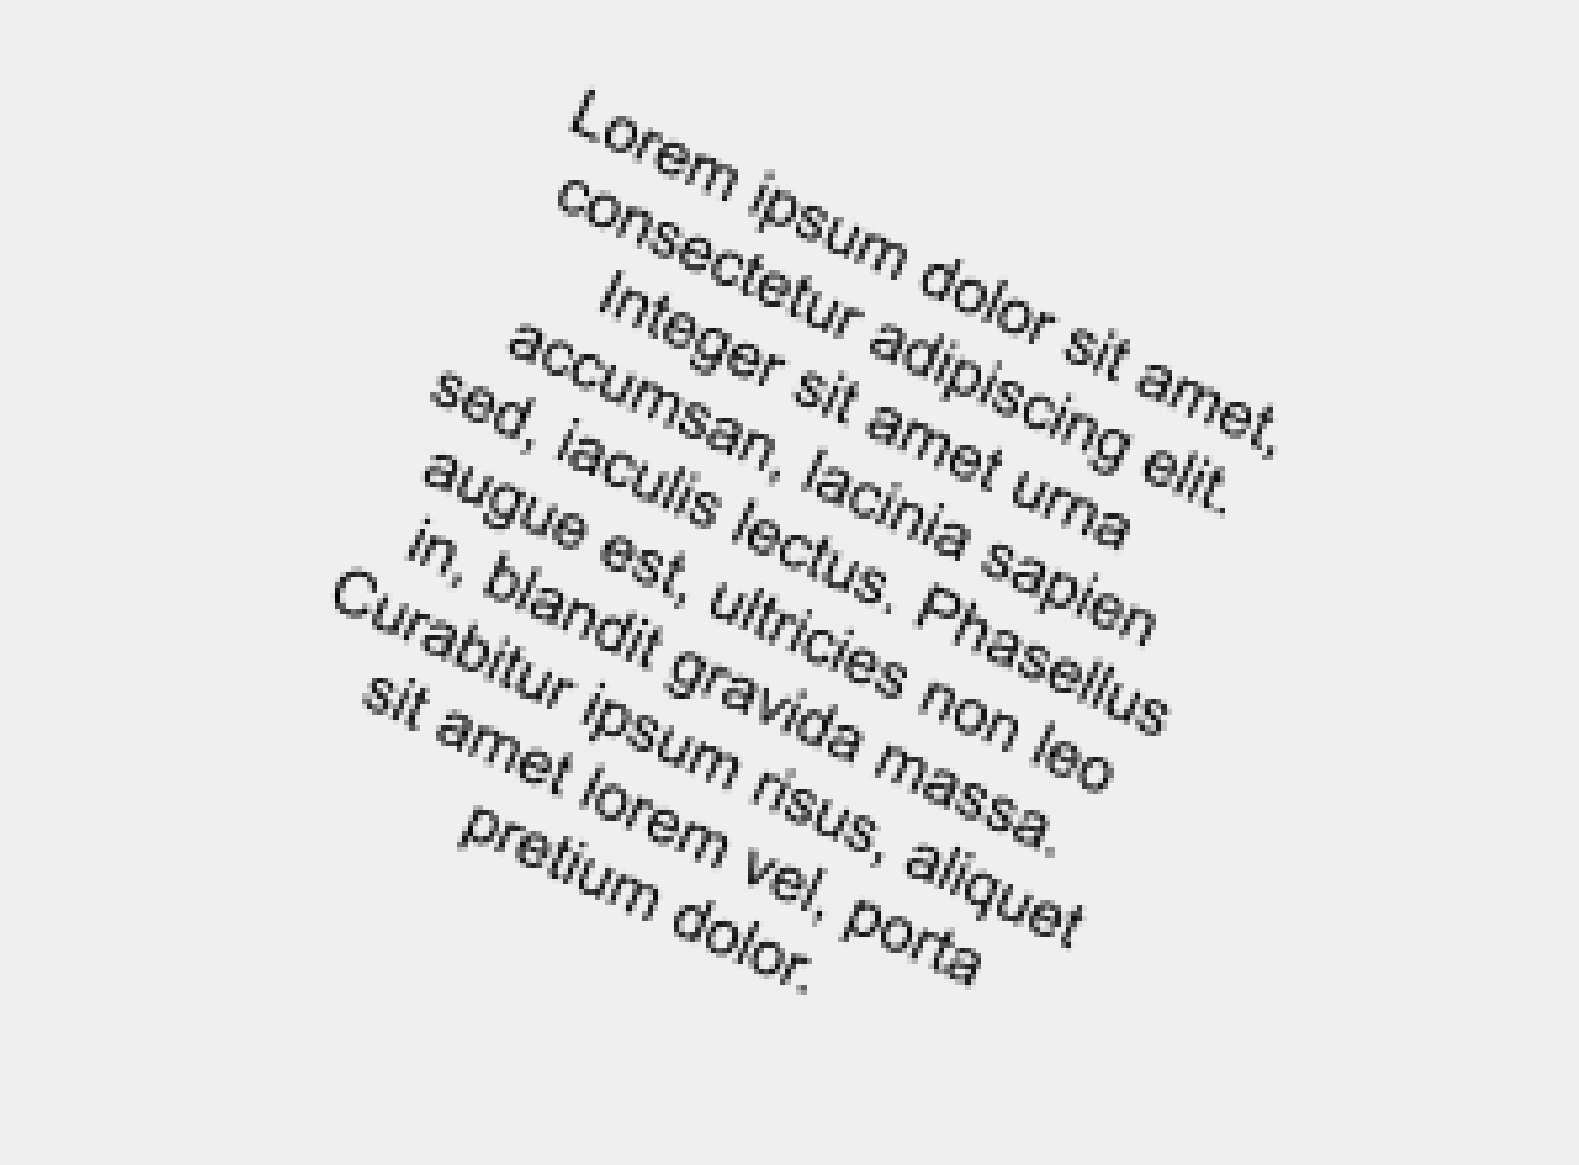 Lorem ipsum dolor sit amet,
consectetur adipiscing elit.
Integer sit amet urna
accumsan, lacinia sapien
sed, iaculis lectus. Phasellus
augue est, ultricies non leo
in, blandit gravida massa.
Curabitur ipsum risus, aliquet
sit amet lorem vel, porta
pretium dolor.